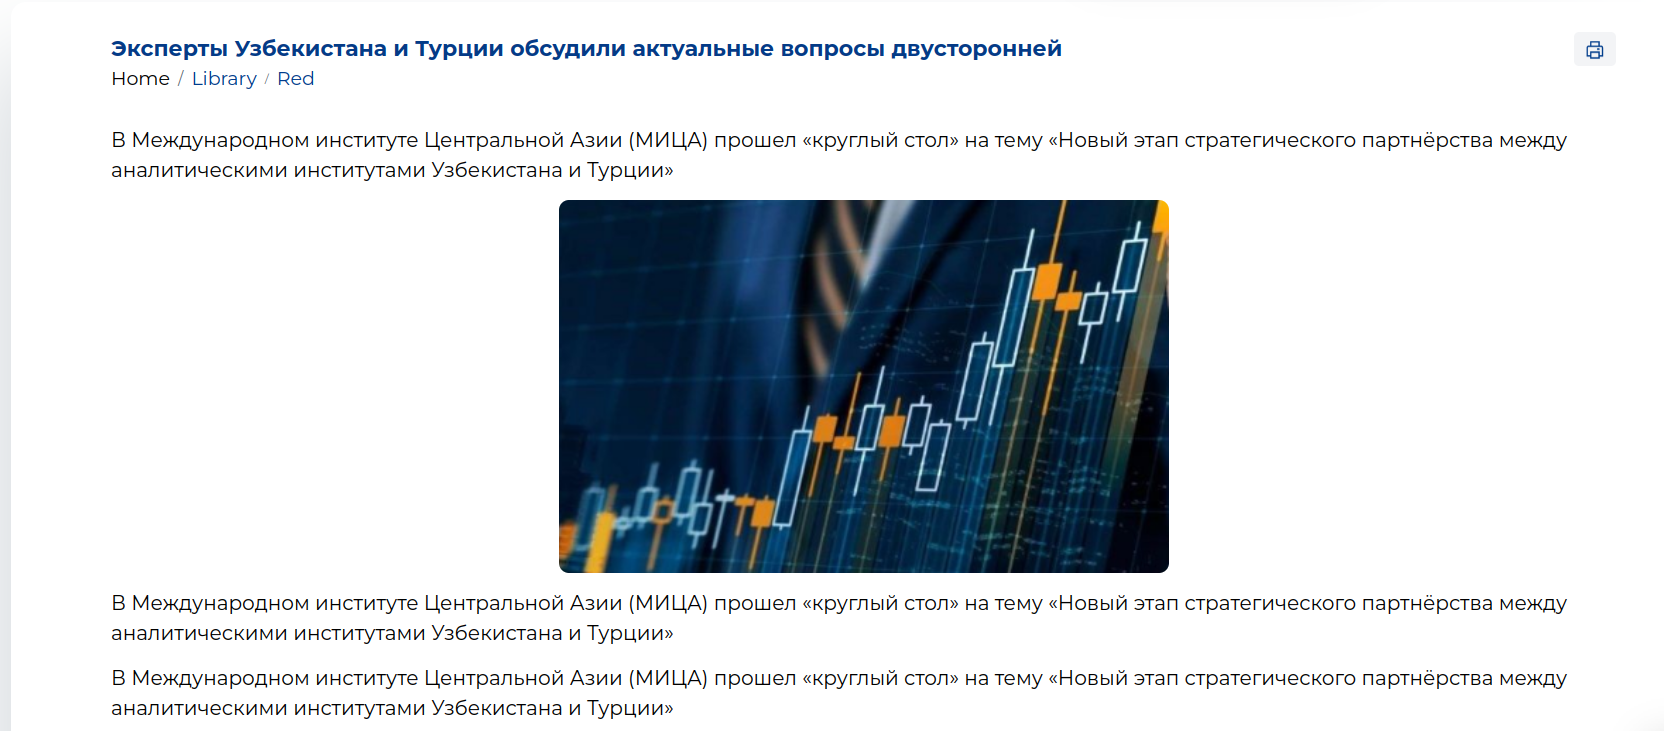 Эксперты Узбекистана и Турции обсудили актуальные вопросы двусторонней
Home / Library / Red
В Международном институте Центральной Азии (МИЦА) прошел «круглый стол» на тему «Новый этап стратегического партнёрства между
аналитическими институтами Узбекистана и Турции»
В Международном институте Центральной Азии (МИЦА) прошел «круглый стол» на тему «Новый этап стратегического партнёрства между
аналитическими институтами Узбекистана и Турции»
В Международном институте Центральной Азии (МИЦА) прошел «круглый стол» на тему «Новый этап стратегического партнёрства между
аналитическими институтами Узбекистана и Турции»